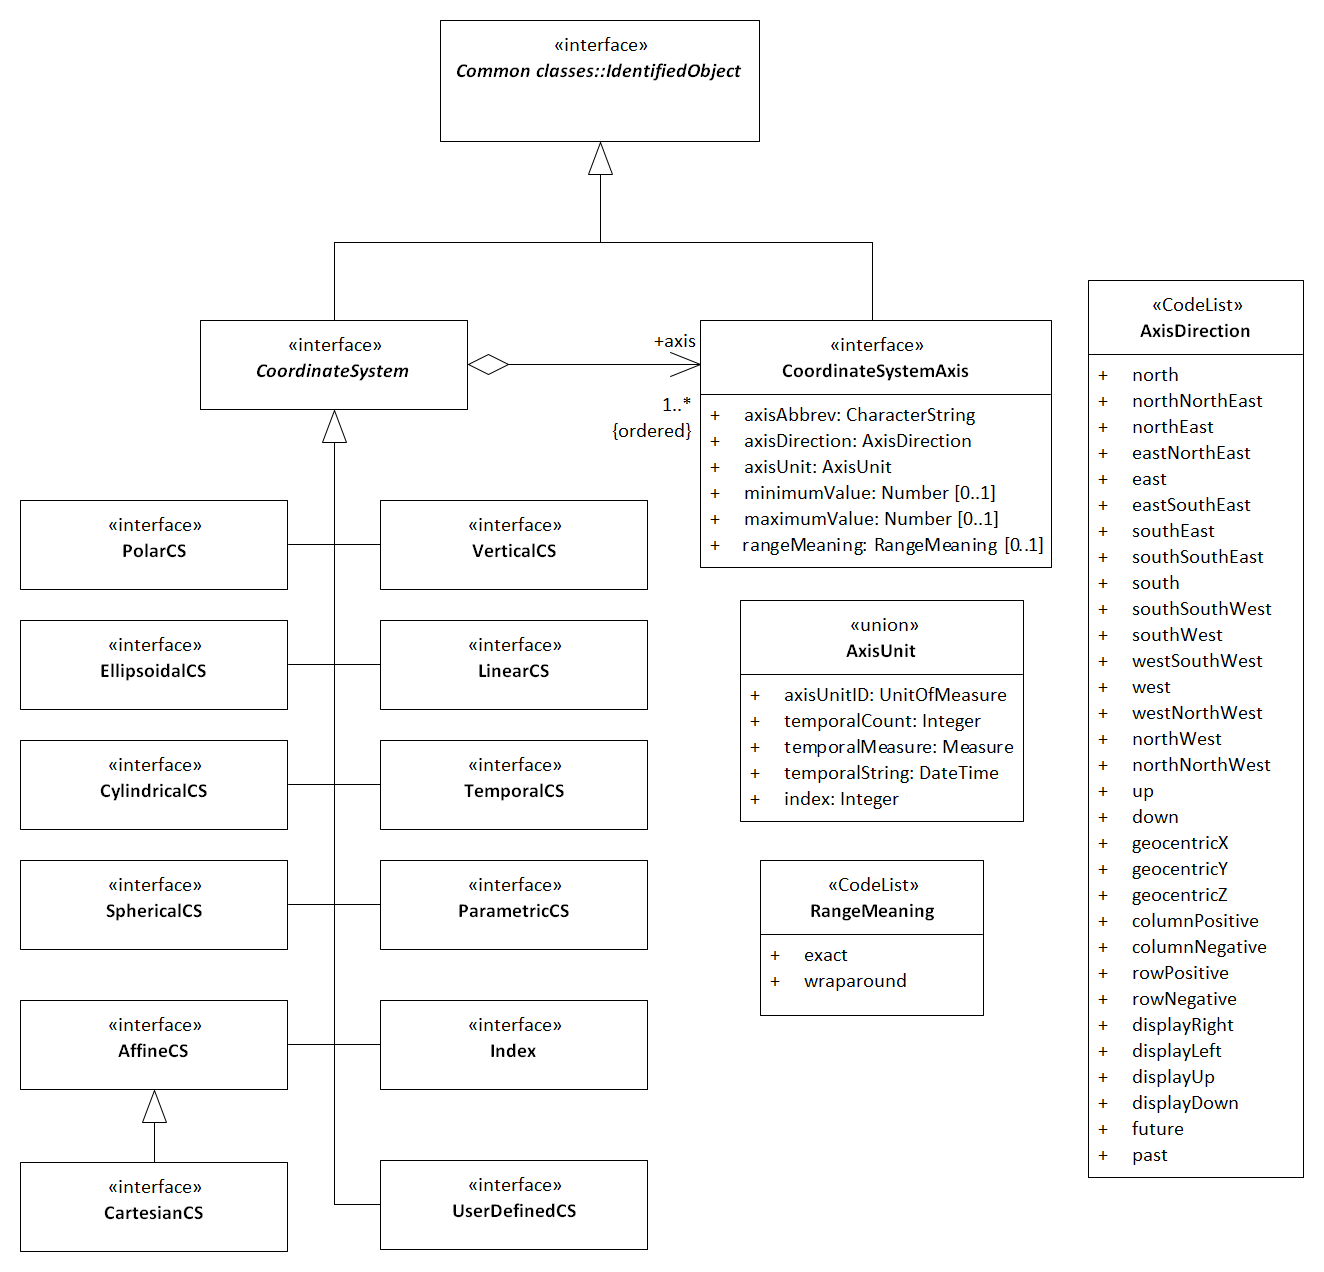 «interface»
Common classes::IdentifiedObject
«interface»
CoordinateSystem
+axis
1..*
{ordered}
«interface»
CoordinateSystemAxis
+ axisAbbrev: CharacterString
+ axisDirection: AxisDirection
+ axisUnit: AxisUnit
+ minimumValue: Number [0..1]
+ maximumValue: Number [0..1]
+ rangeMeaning: RangeMeaning [0..1]
«interface»
PolarCS
«interface»
VerticalCS
«interface»
EllipsoidalCS
«interface»
LinearCS
«interface»
CylindricalCS
«interface»
TemporalCS
«interface»
SphericalCS
«interface»
ParametricCS
«interface»
AffineCS
«interface»
Index
«interface»
CartesianCS
«interface»
UserDefinedCS
«union»
AxisUnit
+ axisUnitID: UnitOfMeasure
+ temporalCount: Integer
+ temporalMeasure: Measure
+ temporalString: DateTime
+ index: Integer
«CodeList»
RangeMeaning
+ exact
+ wraparound
«CodeList»
AxisDirection
+ north
+ northNorthEast
+ northEast
+ eastNorthEast
+ east
+ eastSouthEast
+ southEast
+ southSouthEast
+ south
+ southSouthWest
+ southWest
+ westSouthWest
+ west
+ westNorthWest
+ northWest
+ northNorthWest
+ up
+ down
+ geocentricX
+ geocentricY
+ geocentricZ
+ columnPositive
+ columnNegative
+ rowPositive
+ rowNegative
+ displayRight
+ displayLeft
+ displayUp
+ displayDown
+ future
+ past